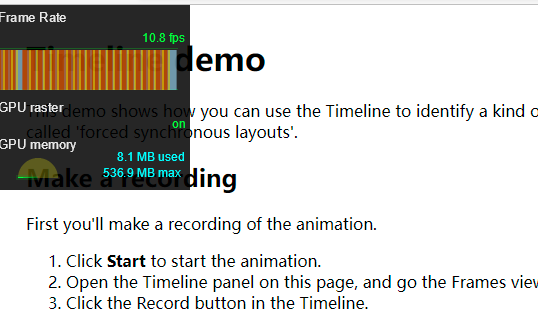 Frame Rate
10.8 fps
Timeline demo
GPU raster
on
This demo shows how you can use the Timeline to identify a kind o
called 'forced synchronous layouts'.
GPU memory
8.1 MB used
536.9 MB max
Make a recording
First you'll make a recording of the animation.
1. Click Start to start the animation.
2. Open the Timeline panel on this page, and go the Frames view
3. Click the Record button in the Timeline.